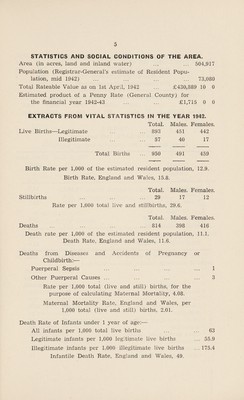 5
STATISTICS AND SOCIAL CONDITIONS OF THE AREA.
Area (in acres, land and inland water) ... 504,917
Population (Registrar-General's estimate of Resident Popu-
lation, mid 1942) ... ... ... ... 73,080
Total Rateable Value as on 1st April, 1942 £430,889 10 0
Estimated product of a Penny Rate (General County) for
the financial year 1942-43 ... ... £1,715 0 0
EXTRACTS FROM VITAL STATISTICS IN THE YEAR 1942.
Total. Males. Females.
Live Births—Legitimate ... 893 451 442
Illegitimate ... 57 40 17
Total Births ... 950 491 459
Birth Rate per 1,000 of the estimated resident population, 12.9.
Birth Rate, England and Wales, 15.8.
Total. Males. Females.
Stillbirths ... ... ... 29 17 12
Rate per 1,000 total live and stillbirths, 29.6.
Total. Males. Females.
Deaths ... ... ... 814 398 416
Death rate per 1,000 of the estimated resident population, 11.1.
Death Rate, England and Wales, 11.6.
Deaths from Diseases and Accidents of Pregnancy or
Childbirth:—
Puerperal Sepsis ... ... ... ... 1
Other Puerperal Causes ... ... ... ... 3
Rate per 1,000 total (live and still) births, for the
purpose of calculating Maternal Mortality, 4.08.
Maternal Mortality Rate, England and Wales, per
1,000 total (live and still) births, 2.01.
Death Rate of Infants under 1 year of age:—
All infants per 1,000 total live births ... ... 63
Legitimate infants per 1,000 legitimate live births ... 55.9
Illegitimate infants per 1,000 illegitimate live births ... 175.4
Infantile Death Rate, England and Wales, 49.